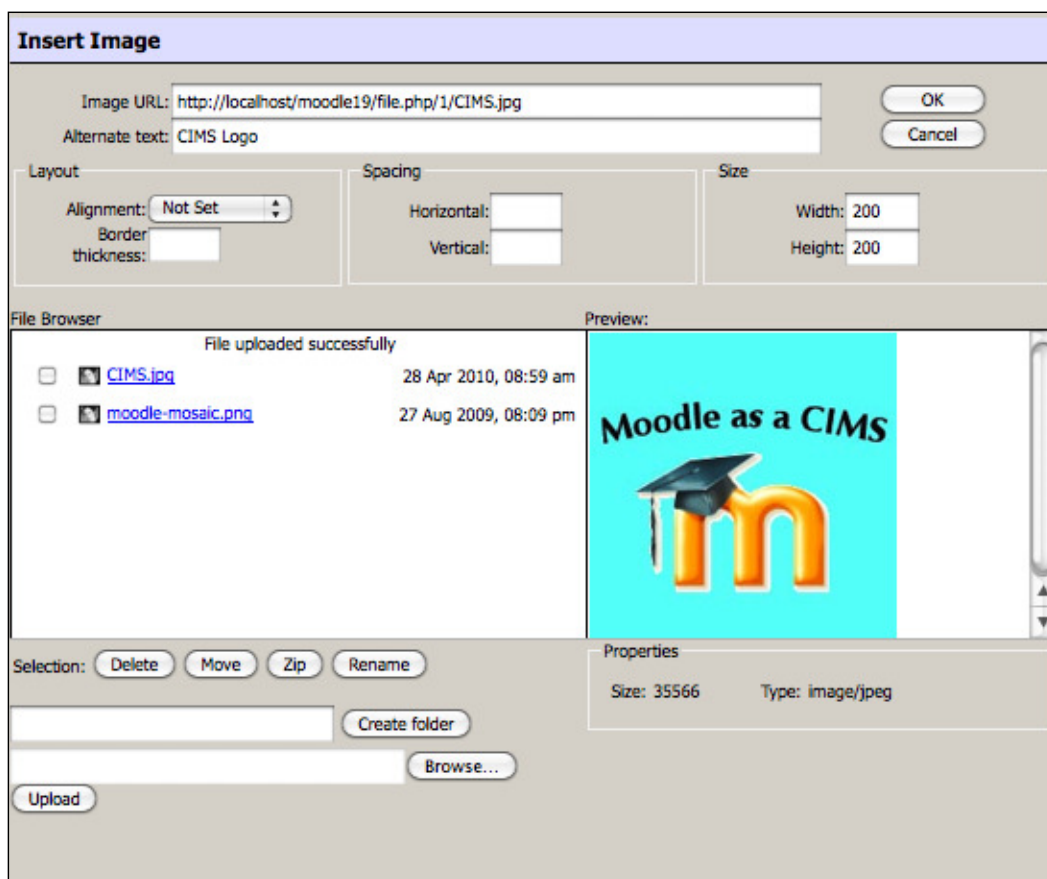 Insert Image
Image URL: http://localhost/moodle19/file.php/1/CIMS.jpg
OK
Alternate text: CIMS Logo
Cancel
Layout
Spacing
Size
Alignment: Not Set
Horizontal:
Width: 200
Border
thickness:
Vertical:
Height: 200
File Browser
Preview:
File uploaded successfully
CIMS.jpg 28 Apr 2010, 08:59 am
moodle-mosaic.png 27 Aug 2009, 08:09 pm
Moodle as a CIMS
m
Selection: Delete Move Zip Rename
Properties
Size: 35566 Type: image/jpeg
Create folder
Browse...
Upload